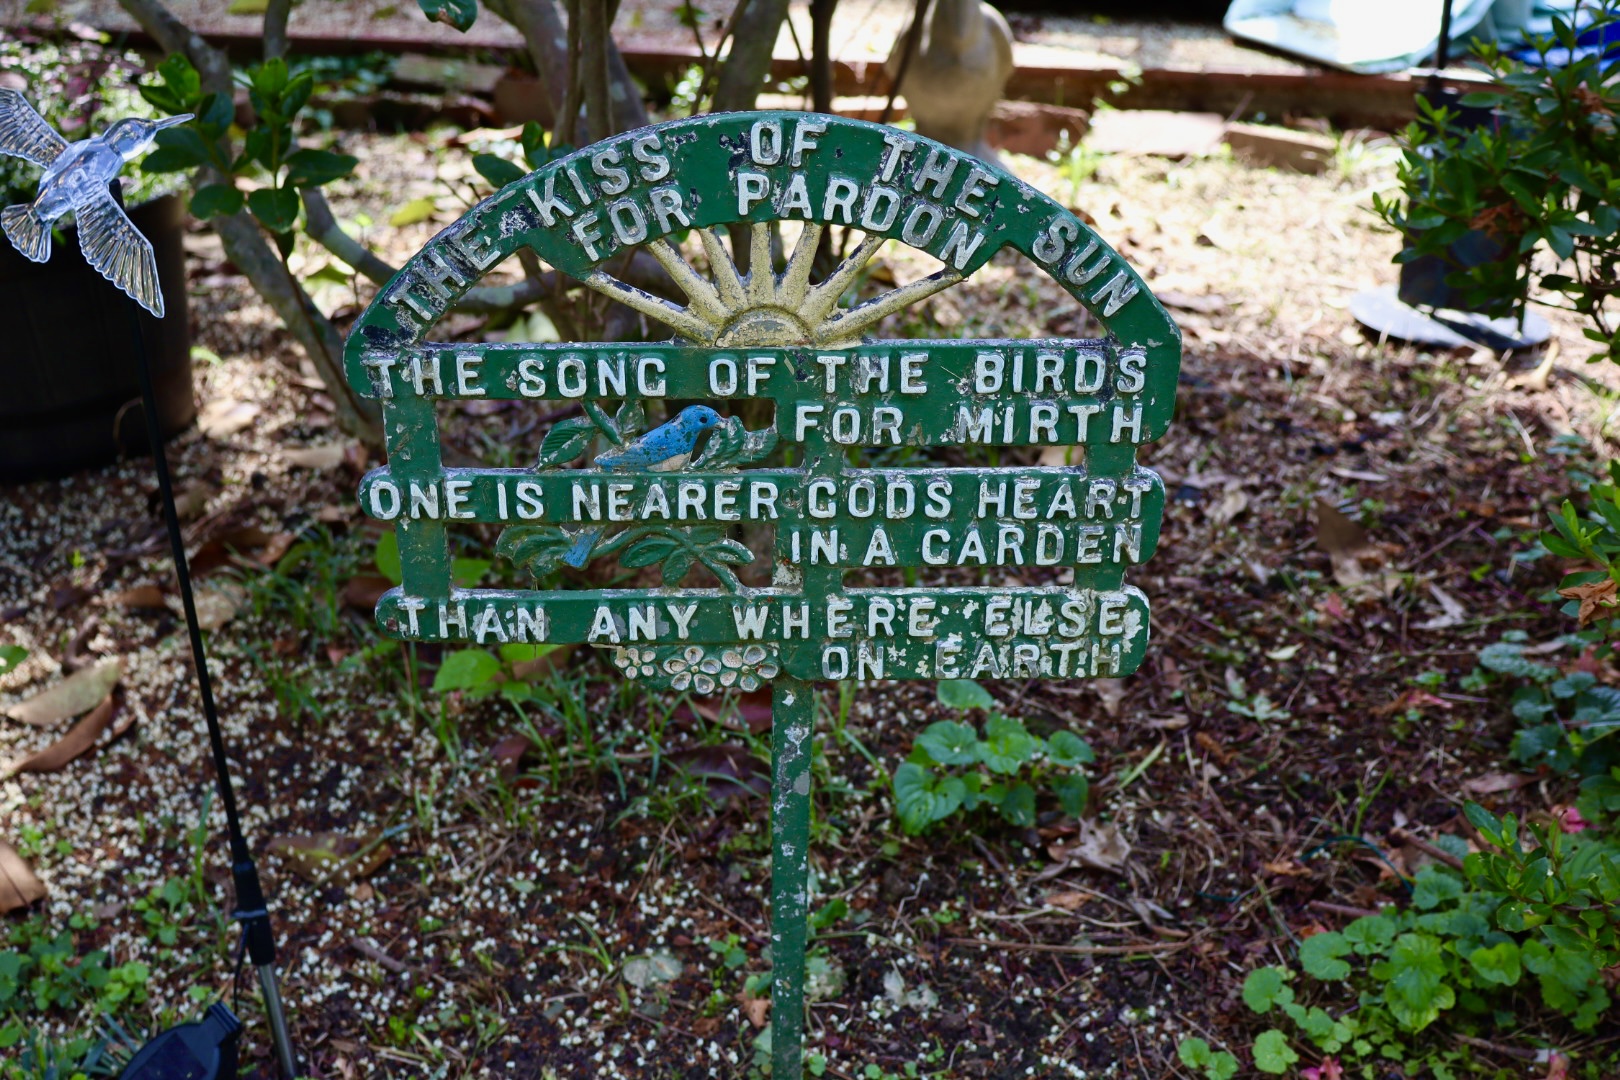 THE KISS OF THE SUN
FOR PARDON
THE SONG OF THE BIRDS
FOR MIRTH
ONE IS NEARER GODS HEART
IN A GARDEN
THAN ANY WHERE ELSE
ON EARTH